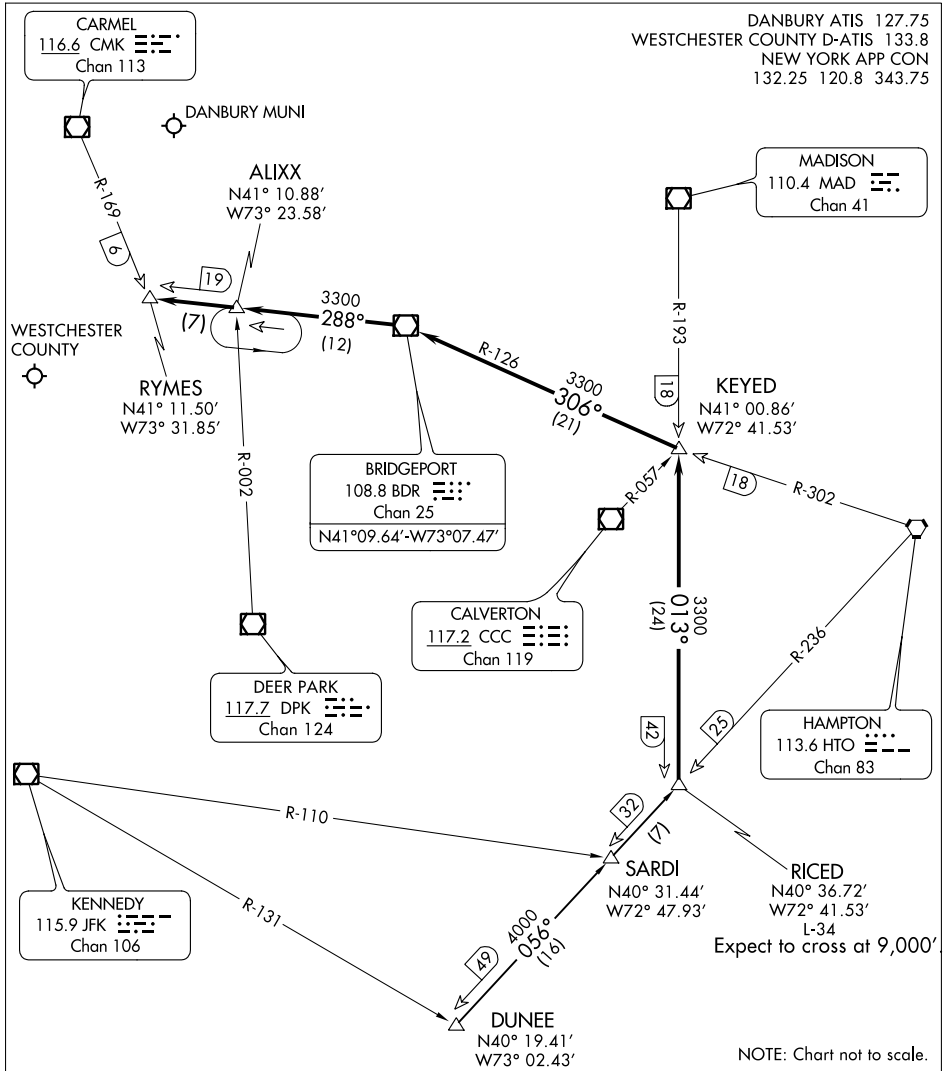 DANBURY ATIS 127.75
WESTCHESTER COUNTY D-ATIS 133.8
NEW YORK APP CON
132.25 120.8 343.75
CARMEL
116.6 CMK
Chan 113
DANBURY MUNI
ALIXX
N41° 10.88'
W73° 23.58'
MADISON
110.4 MAD
Chan 41
R-169
6
19
(7)
3300
288°
(12)
R-193
18
WESTCHESTER
COUNTY
RYMES
N41° 11.50'
W73° 31.85'
R-126
3300
306°
(21)
KEYED
N41° 00.86'
W72° 41.53'
R-002
BRIDGEPORT
108.8 BDR
Chan 25
N41°09.64'-W73°07.47'
R-057
18
R-302
CALVERTON
117.2 CCC
Chan 119
3300
013°
(24)
R-236
DEER PARK
117.7 DPK
Chan 124
42
25
HAMPTON
113.6 HTO
Chan 83
R-110
32
(7)
SARDI
N40° 31.44'
W72° 47.93'
RICED
N40° 36.72'
W72° 41.53'
L-34
Expect to cross at 9,000'.
KENNEDY
115.9 JFK
Chan 106
R-131
4000
056°
(16)
49
DUNEE
N40° 19.41'
W73° 02.43'
NOTE: Chart not to scale.